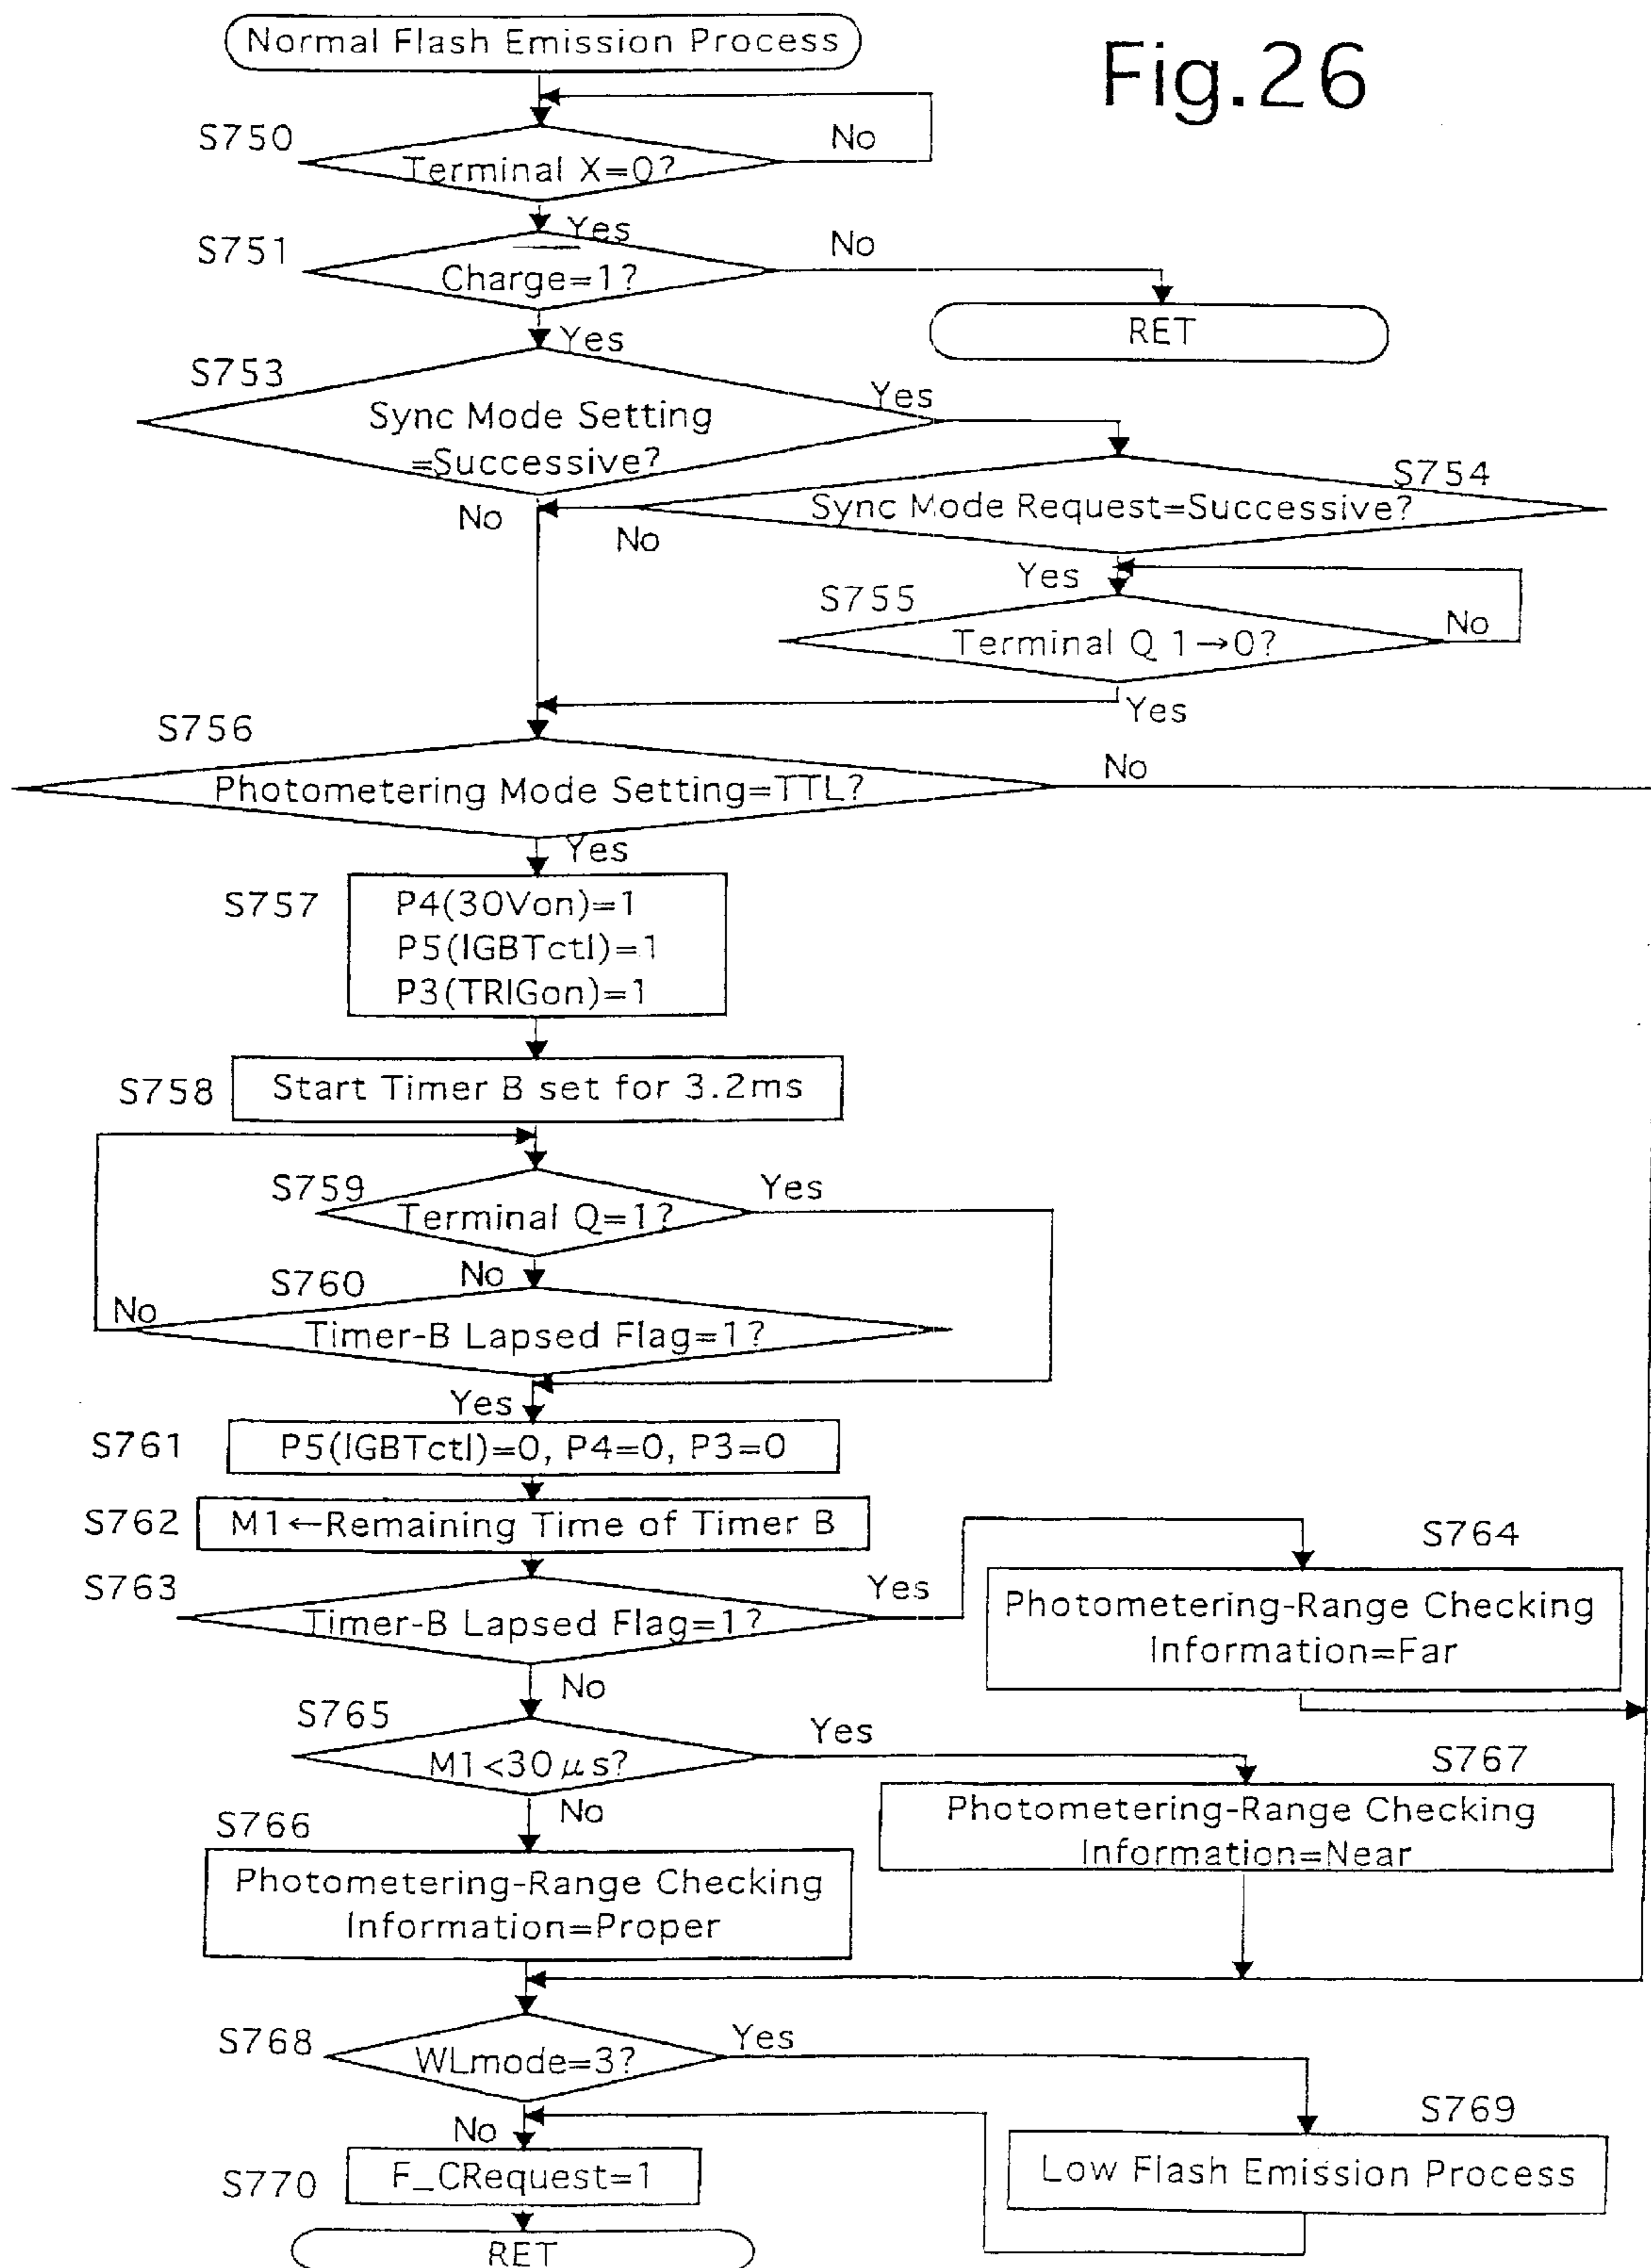 Normal Flash Emission Process
Fig.26
S750
Terminal X=0?
No
Yes
S751
Charge=1?
No
Yes
RET
S753
Sync Mode Setting
=Successive?
Yes
No
S754
Sync Mode Request=Successive?
No
Yes
S755
Terminal Q 1→0?
No
Yes
S756
Photometering Mode Setting=TTL?
No
Yes
S757
P4(30Von)=1
P5(IGBTctl)=1
P3(TRIGon)=1
S758
Start Timer B set for 3.2ms
S759
Terminal Q=1?
Yes
No
S760
Timer-B Lapsed Flag=1?
No
Yes
S761
P5(IGBTctl)=0, P4=0, P3=0
S762
M1←Remaining Time of Timer B
S763
Timer-B Lapsed Flag=1?
Yes
No
S764
Photometering-Range Checking
Information=Far
S765
M1<30μs?
Yes
No
S767
Photometering-Range Checking
Information=Near
S766
Photometering-Range Checking
Information=Proper
S768
WLmode=3?
Yes
No
S769
Low Flash Emission Process
S770
F_CRequest=1
RET